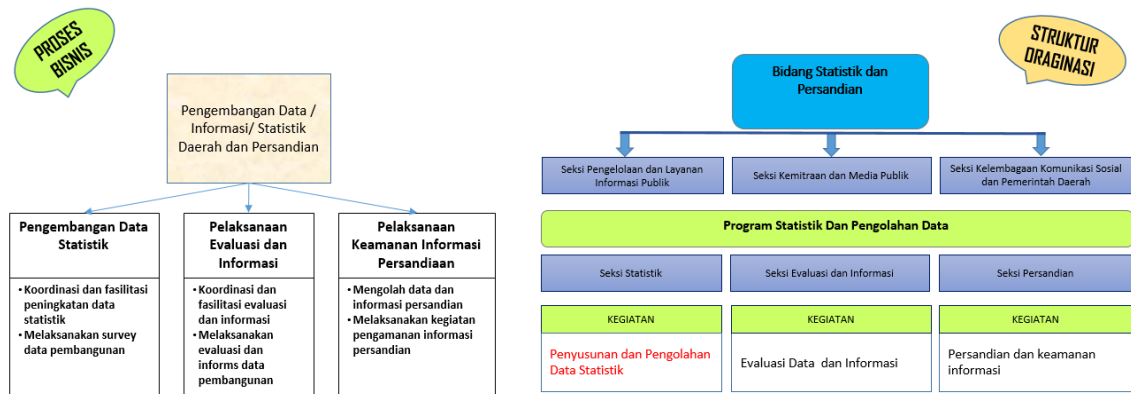 PROSES
BISNIS
Pengembangan Data /
Informasi/ Statistik
Daerah dan Persandian
Pengembangan Data
Statistik
• Koordinasi dan fasilitasi
peningkatan data
statistik
• Melaksanakan survey
data pembangunan
Pelaksanaan
Evaluasi dan
Informasi
• Koordinasi dan
fasilitasi evaluasi
dan informasi
• Melaksanakan
evaluasi dan
informs data
pembangunan
Pelaksanaan
Keamanan Informasi
Persandiaan
• Mengolah data dan
informasi persandian
• Melaksanakan kegiatan
pengamanan informasi
persandian
STRUKTUR
ORAGINASI
Bidang Statistik dan
Persandian
Seksi Pengelolaan dan Layanan
Informasi Publik
Seksi Kemitraan dan Media Publik
Seksi Kelembagaan Komunikasi Sosial
dan Pemerintah Daerah
Program Statistik Dan Pengolahan Data
Seksi Statistik
Seksi Evaluasi dan Informasi
Seksi Persandian
KEGIATAN
KEGIATAN
KEGIATAN
Penyusunan dan Pengolahan
Data Statistik
Evaluasi Data dan Informasi
Persandian dan keamanan
informasi